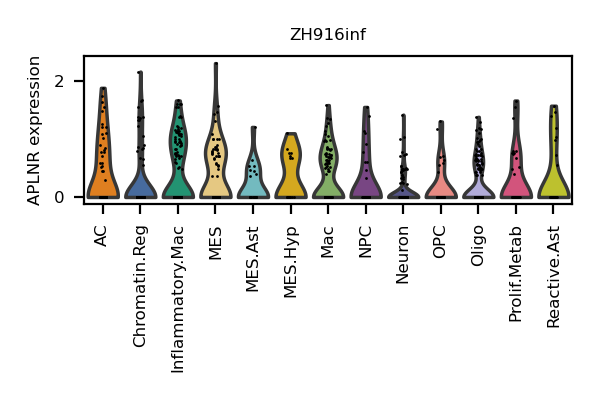 ZH916inf
APLNR expression
2
0
AC
Chromatin.Reg
Inflammatory.Mac
MES
MES.Ast
MES.Hyp
Mac
NPC
Neuron
OPC
Oligo
Prolif.Metab
Reactive.Ast